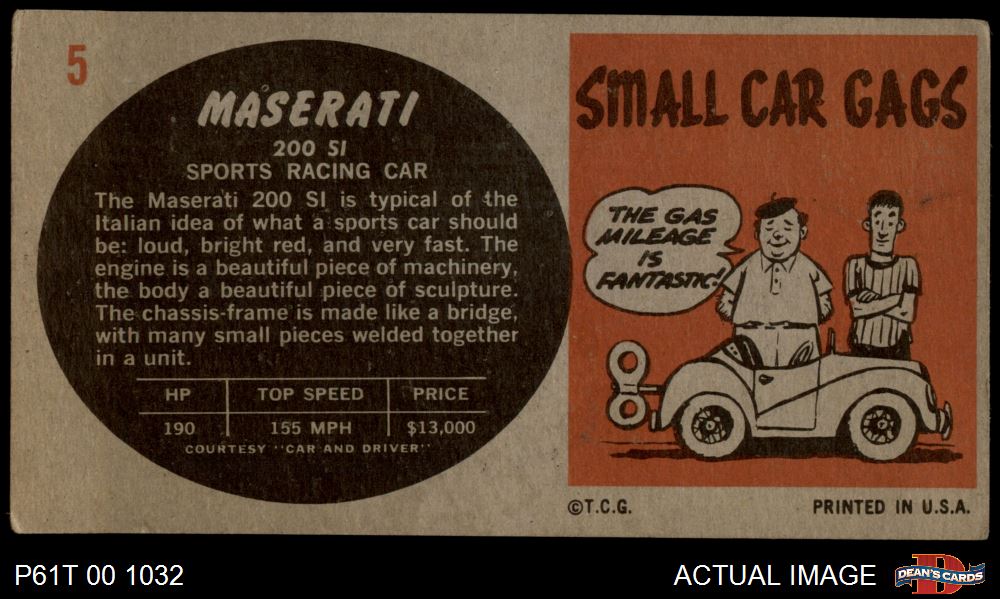 5
MASERATI
200 SI
SPORTS RACING CAR
The Maserati 200 SI is typical of the
Italian idea of what a sports car should
be: loud, bright red, and very fast. The
engine is a beautiful piece of machinery,
the body a beautiful piece of sculpture.
The chassis-frame is made like a bridge,
with many small pieces welded together
in a unit.
HP TOP SPEED PRICE
190 155 MPH $13,000
COURTESY "CAR AND DRIVER"
SMALL CAR GAGS
THE GAS
MILEAGE
IS
FANTASTIC!
©T.C.G. PRINTED IN U.S.A.
P61T 00 1032 ACTUAL IMAGE
D
DEAN'S CARDS